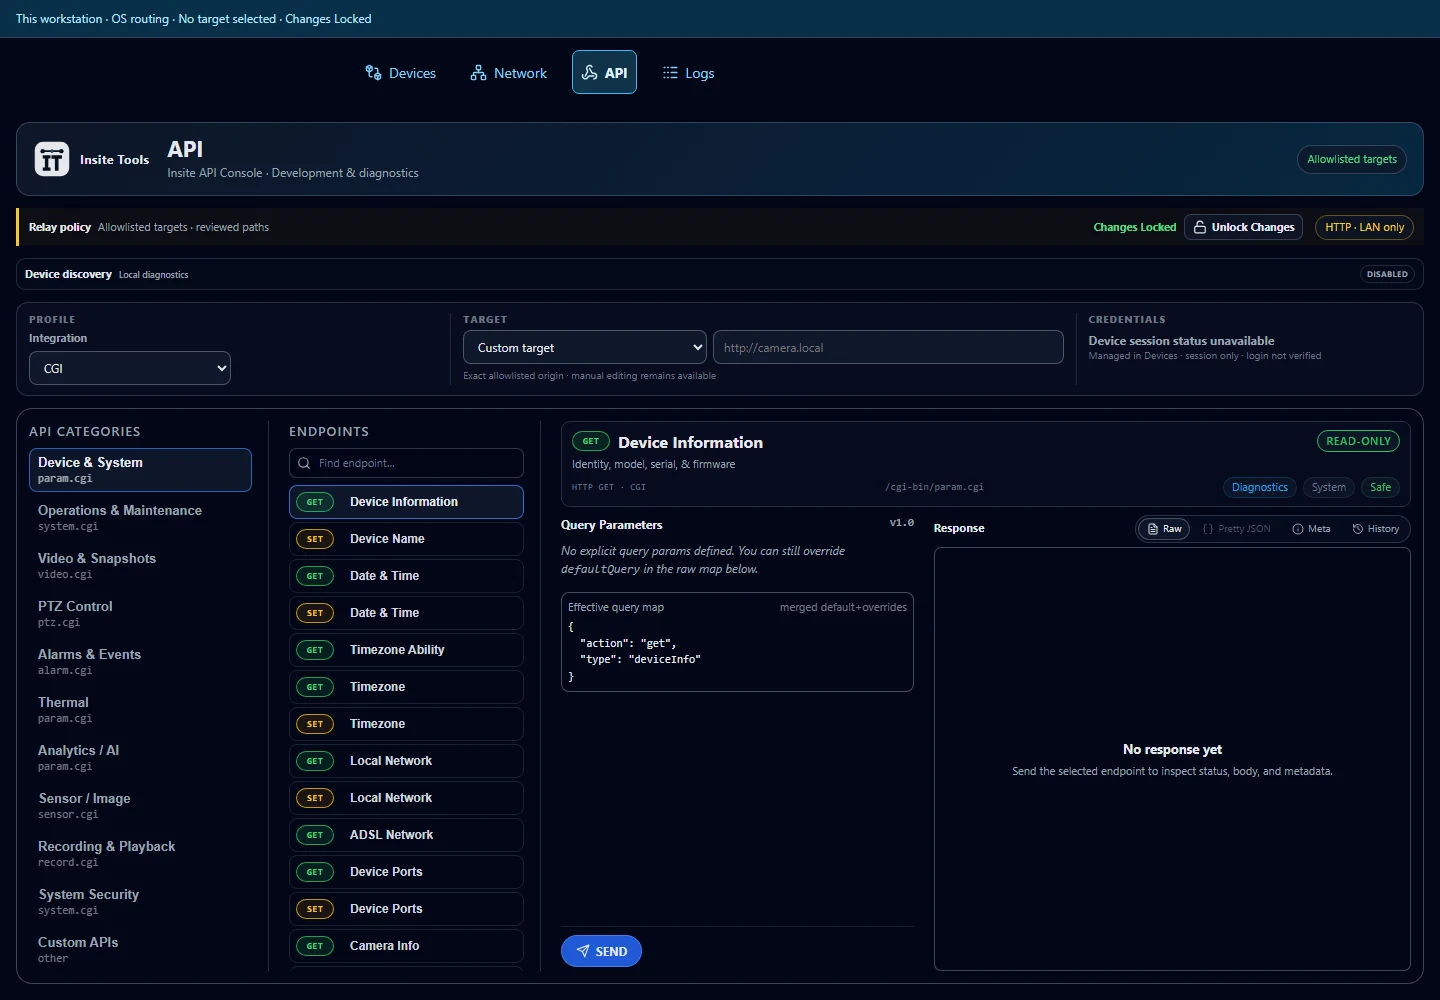 This workstation · OS routing · No target selected · Changes Locked
Devices
Network
API
Logs
IT
Insite Tools
API
Insite API Console · Development & diagnostics
Allowlisted targets
Relay policy Allowlisted targets · reviewed paths
Changes Locked
Unlock Changes
HTTP · LAN only
Device discovery Local diagnostics
DISABLED
PROFILE
Integration
CGI
TARGET
Custom target
http://camera.local
Exact allowlisted origin · manual editing remains available
CREDENTIALS
Device session status unavailable
Managed in Devices · session only · login not verified
API CATEGORIES
Device & System
param.cgi
Operations & Maintenance
system.cgi
Video & Snapshots
video.cgi
PTZ Control
ptz.cgi
Alarms & Events
alarm.cgi
Thermal
param.cgi
Analytics / AI
param.cgi
Sensor / Image
sensor.cgi
Recording & Playback
record.cgi
System Security
system.cgi
Custom APIs
other
ENDPOINTS
Find endpoint...
GET Device Information
SET Device Name
GET Date & Time
SET Date & Time
GET Timezone Ability
GET Timezone
SET Timezone
GET Local Network
SET Local Network
GET ADSL Network
GET Device Ports
SET Device Ports
GET Camera Info
GET Device Information
READ-ONLY
Identity, model, serial, & firmware
HTTP GET · CGI
/cgi-bin/param.cgi
Diagnostics
System
Safe
Query Parameters
v1.0
No explicit query params defined. You can still override
defaultQuery in the raw map below.
Effective query map
merged default+overrides
{
"action": "get",
"type": "deviceInfo"
}
SEND
Response
Raw
{ } Pretty JSON
Meta
History
No response yet
Send the selected endpoint to inspect status, body, and metadata.